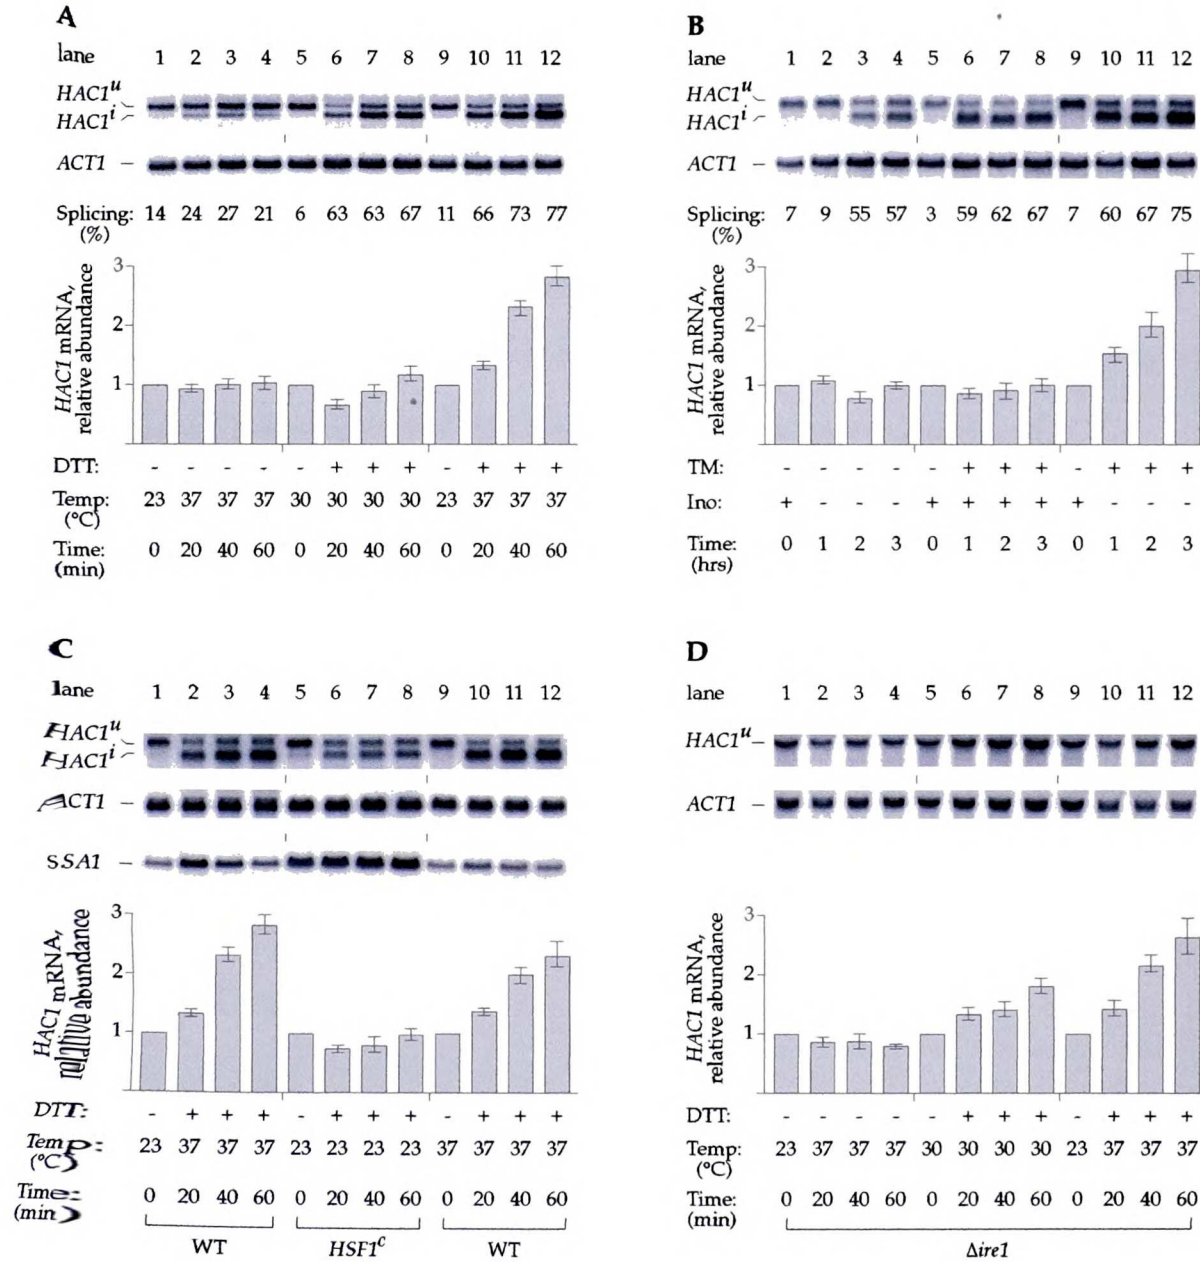 A
lane 1 2 3 4 5 6 7 8 9 10 11 12
HAC1u
HAC1i
ACT1 –
Splicing: 14 24 27 21 6 63 63 67 11 66 73 77
(%)
HAC1 mRNA,
relative abundance
3
2
1
DTT: - - - - - + + + - + + +
Temp: 23 37 37 37 30 30 30 30 23 37 37 37
(°C)
Time: 0 20 40 60 0 20 40 60 0 20 40 60
(min)
B
lane 1 2 3 4 5 6 7 8 9 10 11 12
HAC1u
HAC1i
ACT1 –
Splicing: 7 9 55 57 3 59 62 67 7 60 67 75
(%)
HAC1 mRNA,
relative abundance
3
2
1
TM: - - - - - + + + - + + +
Ino: + - - - + + + + + - - -
Time: 0 1 2 3 0 1 2 3 0 1 2 3
(hrs)
C
lane 1 2 3 4 5 6 7 8 9 10 11 12
HAC1u
HAC1i
ACT1 –
SSA1 –
HAC1 mRNA,
relative abundance
3
2
1
DTT: - + + + - + + + - + + +
Temp: 23 37 37 37 23 23 23 23 37 37 37 37
(°C)
Time: 0 20 40 60 0 20 40 60 0 20 40 60
(min)
WT HSF1c WT
D
lane 1 2 3 4 5 6 7 8 9 10 11 12
HAC1u –
ACT1 –
HAC1 mRNA,
relative abundance
3
2
1
DTT: - - - - - + + + - + + +
Temp: 23 37 37 37 30 30 30 30 23 37 37 37
(°C)
Time: 0 20 40 60 0 20 40 60 0 20 40 60
(min)
Δire1